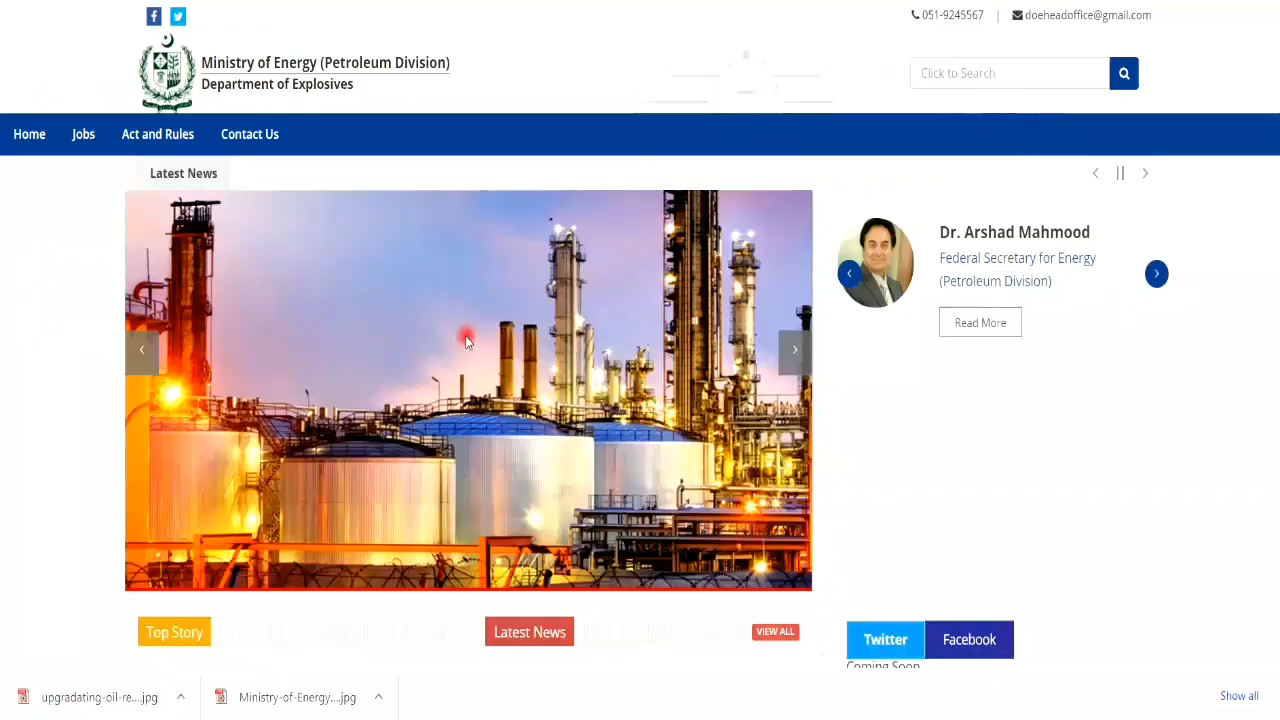 051-9245567 | doeheadoffice@gmail.com
Ministry of Energy (Petroleum Division)
Department of Explosives
Click to Search
Home Jobs Act and Rules Contact Us
Latest News
Dr. Arshad Mahmood
Federal Secretary for Energy
(Petroleum Division)
Read More
Top Story
Latest News
VIEW ALL
Twitter Facebook
Coming Soon
upgradating-oil-re....jpg
Ministry-of-Energy....jpg
Show all